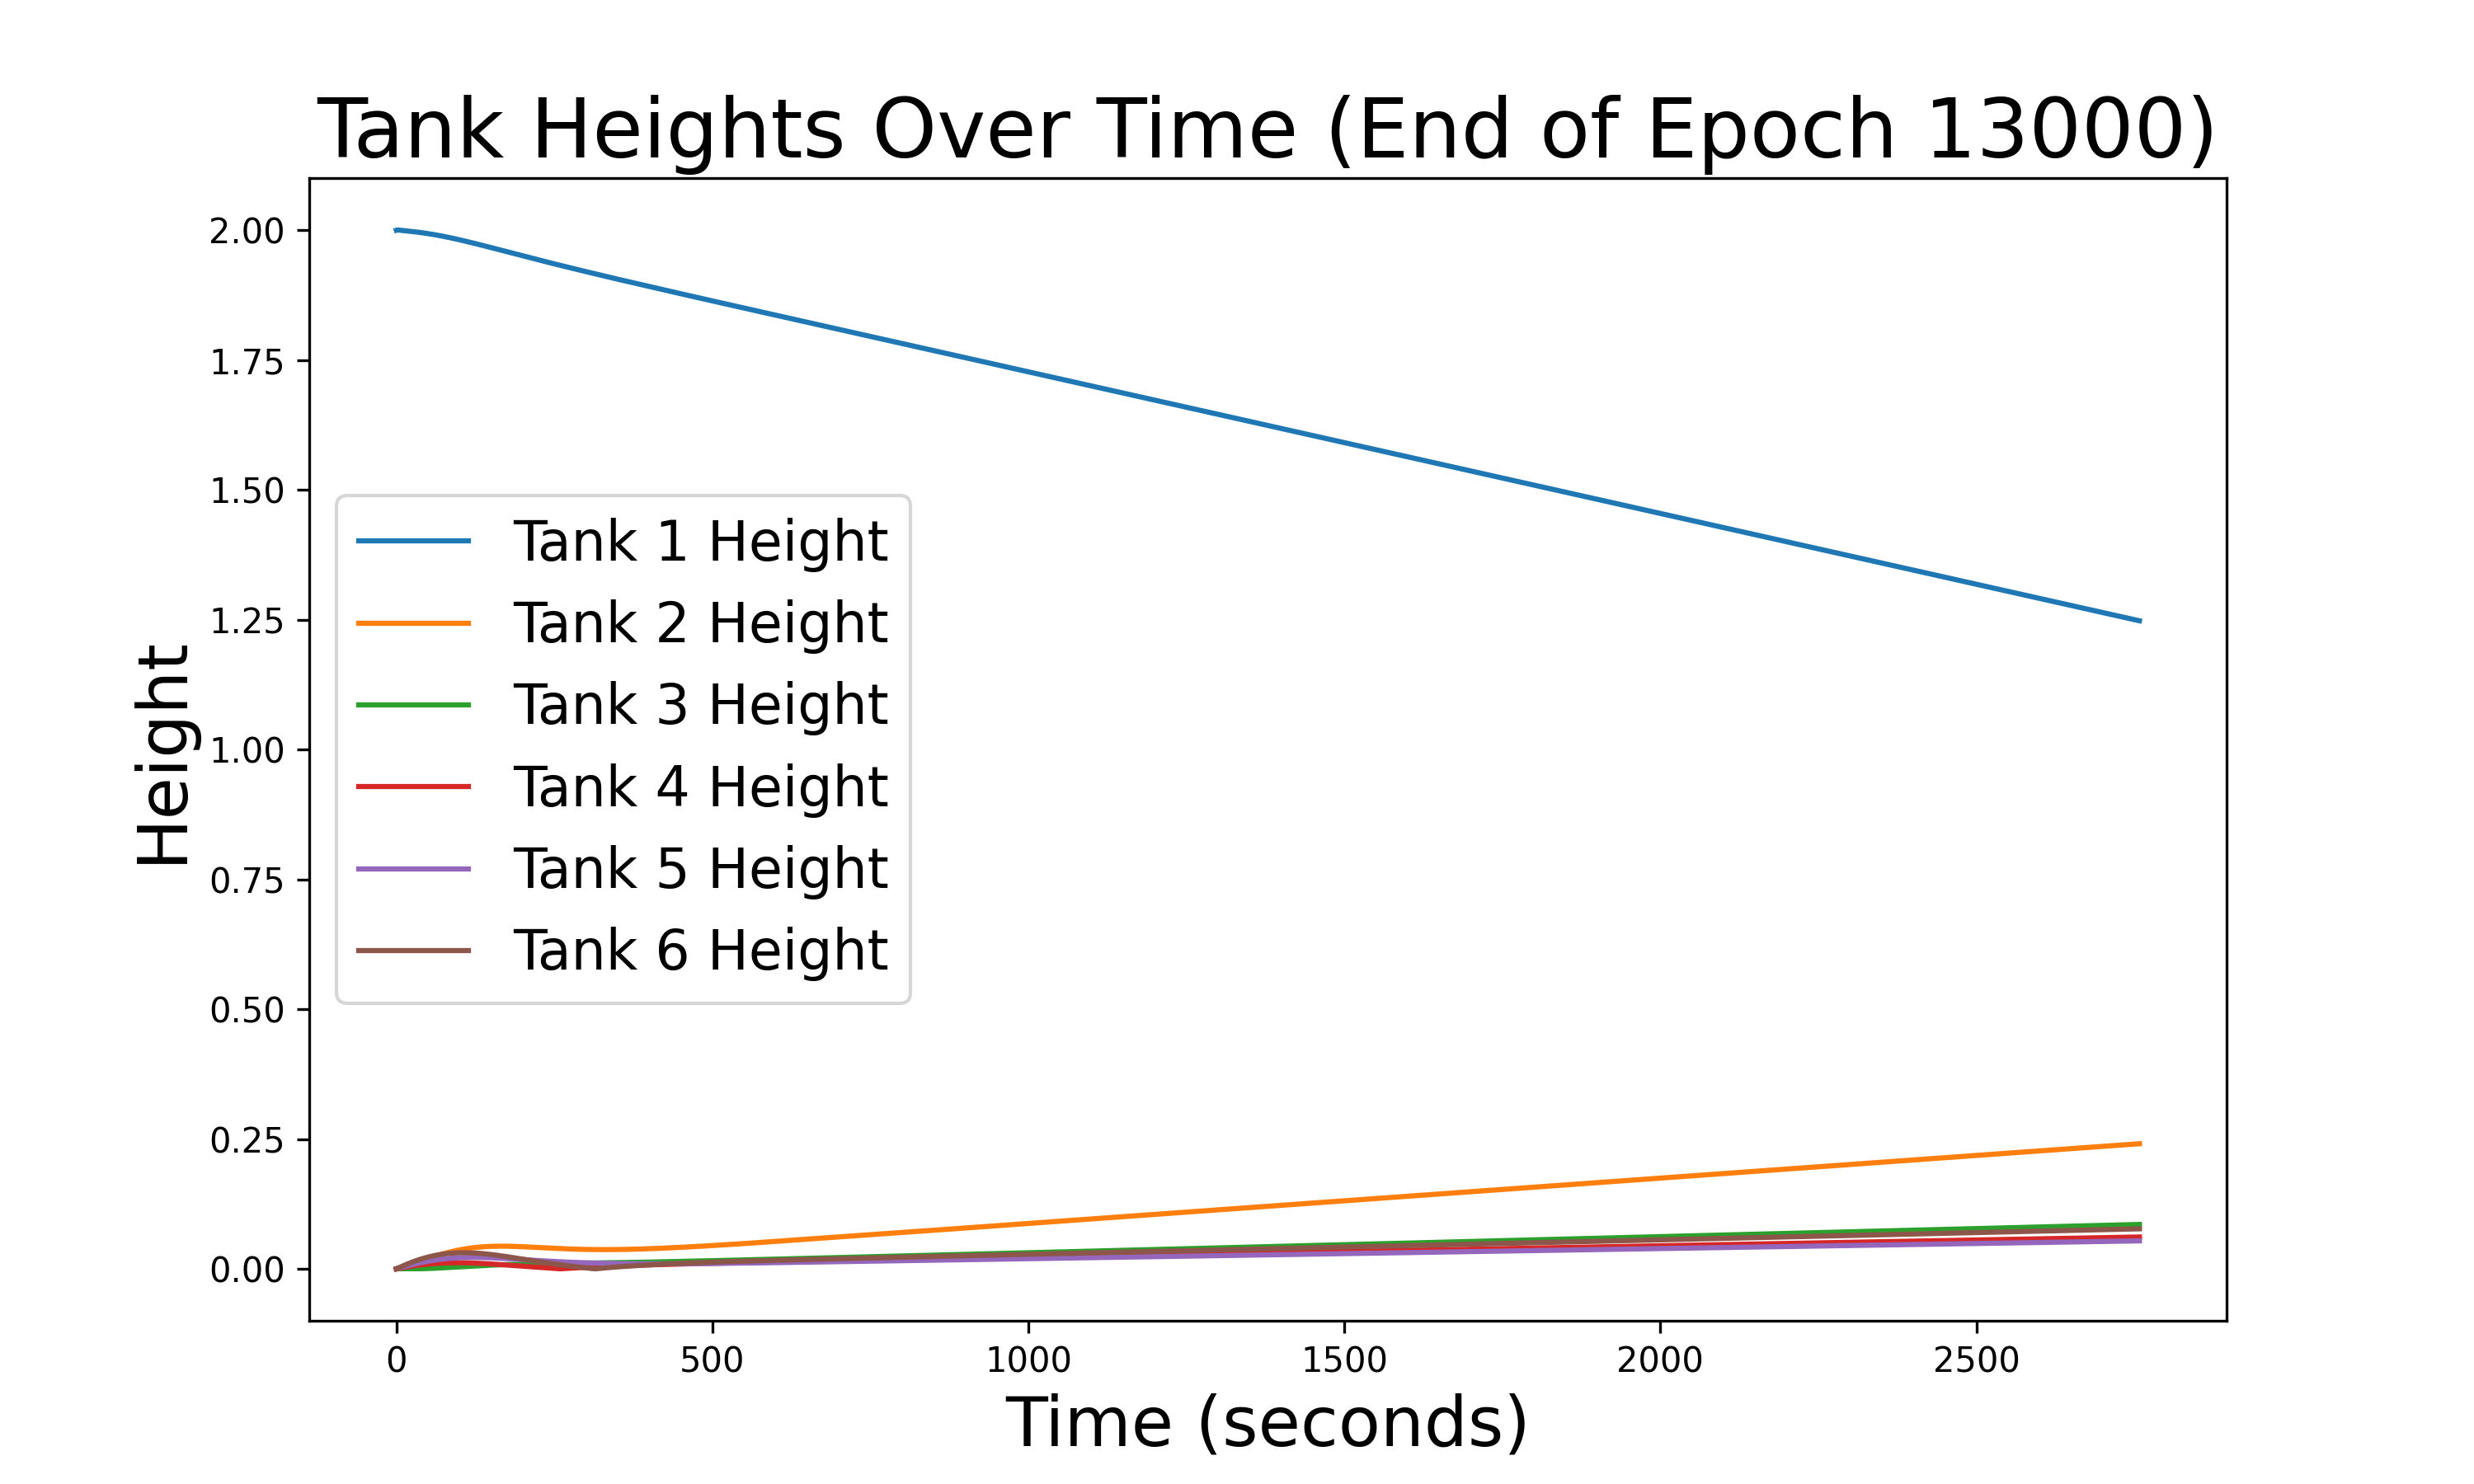 Tank Heights Over Time (End of Epoch 13000)
2.00
1.75
1.50
1.25
1.00
0.75
0.50
0.25
0.00
Height
Tank 1 Height
Tank 2 Height
Tank 3 Height
Tank 4 Height
Tank 5 Height
Tank 6 Height
0 500 1000 1500 2000 2500
Time (seconds)